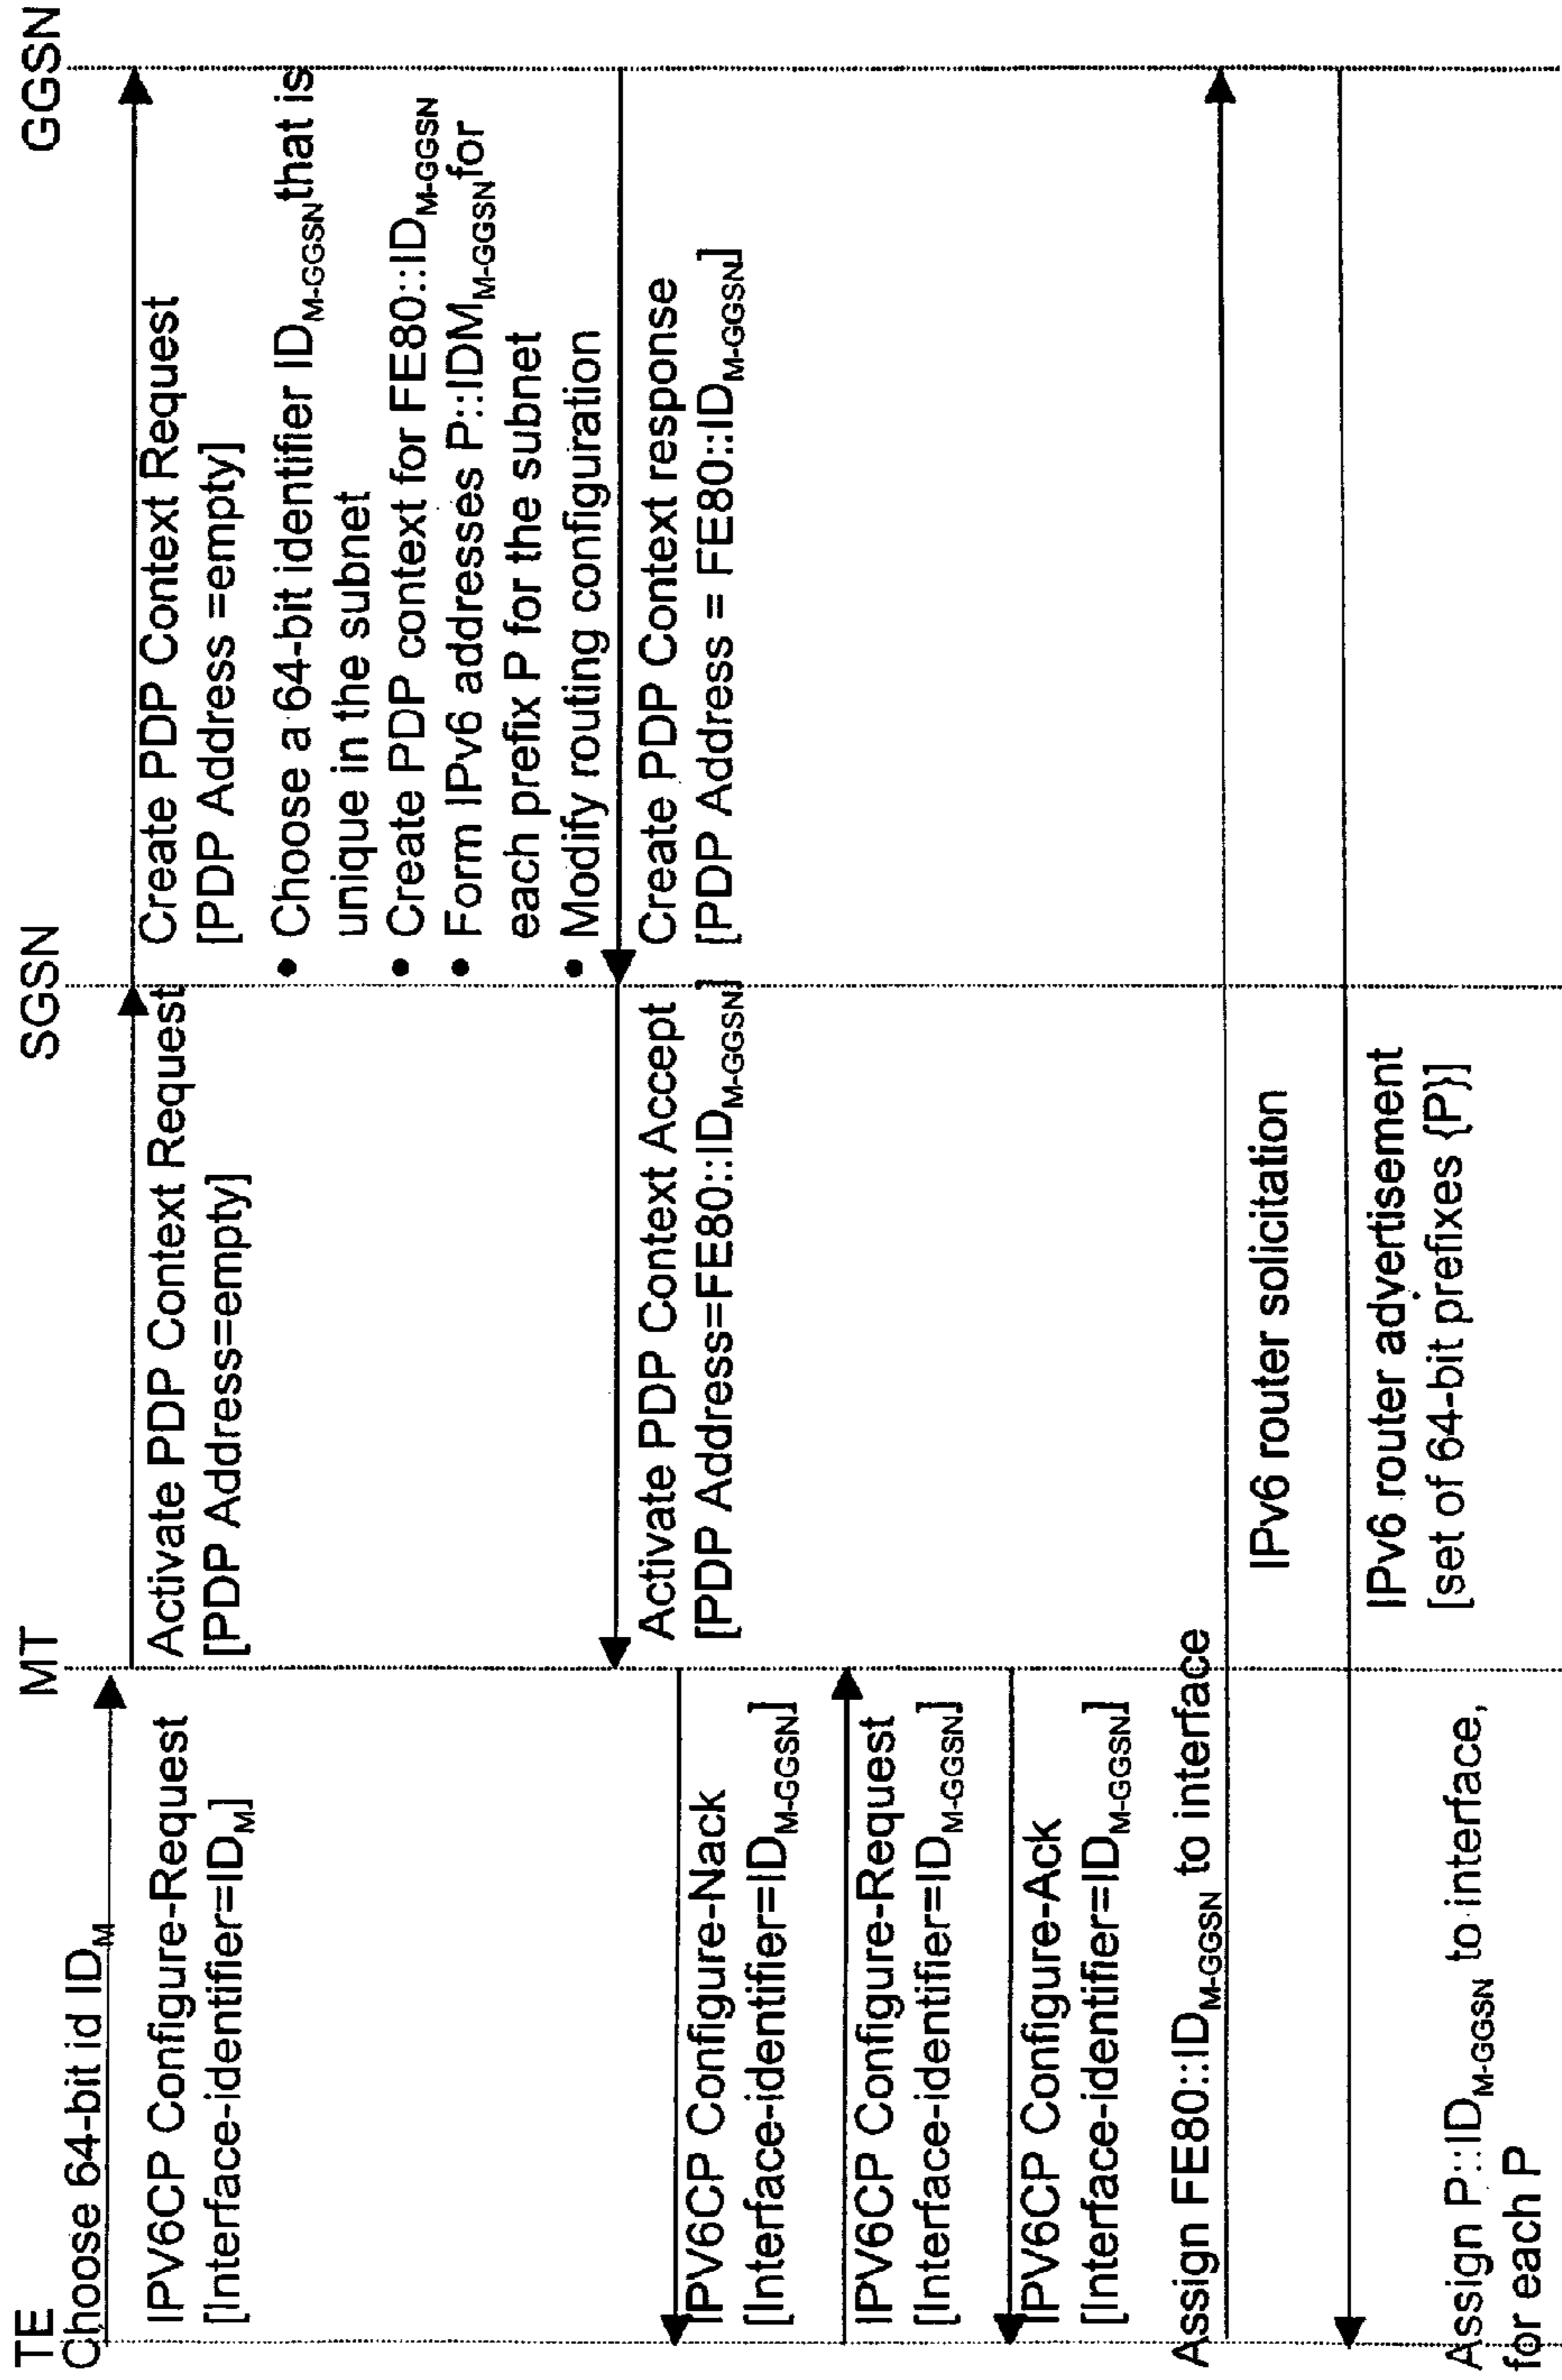 TE
MT
SGSN
GGSN
Choose 64-bit id ID_M
IPV6CP Configure-Request
[Interface-identifier=ID_M]
Activate PDP Context Request
[PDP Address=empty]
Create PDP Context Request
[PDP Address =empty]
• Choose a 64-bit identifier ID_M-GGSN that is
unique in the subnet
• Create PDP context for FE80::ID_M-GGSN
• Form IPv6 addresses P::IDM_M-GGSN for
each prefix P for the subnet
• Modify routing configuration
Create PDP Context response
[PDP Address = FE80::ID_M-GGSN]
Activate PDP Context Accept
[PDP Address=FE80::ID_M-GGSN]
IPV6CP Configure-Nack
[Interface-identifier=ID_M-GGSN]
IPV6CP Configure-Request
[Interface-identifier=ID_M-GGSN]
IPV6CP Configure-Ack
[Interface-identifier=ID_M-GGSN]
Assign FE80::ID_M-GGSN to interface
IPv6 router solicitation
IPv6 router advertisement
[set of 64-bit prefixes {P}]
Assign P::ID_M-GGSN to interface,
for each P